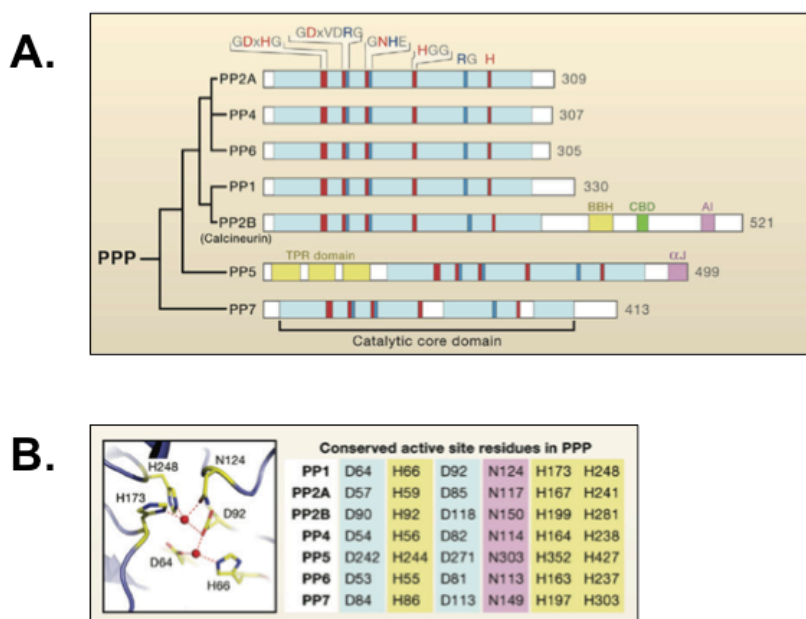 A.
GDxHG GDxVDRG GNHE HGG RG H
PP2A 309
PP4 307
PP6 305
PP1 330
BBH CBD AI
PP2B 521
(Calcineurin)
PPP
TPR domain αJ
PP5 499
PP7 413
Catalytic core domain
B.
H248 N124
H173
D92
D64
H66
Conserved active site residues in PPP
PP1 D64 H66 D92 N124 H173 H248
PP2A D57 H59 D85 N117 H167 H241
PP2B D90 H92 D118 N150 H199 H281
PP4 D54 H56 D82 N114 H164 H238
PP5 D242 H244 D271 N303 H352 H427
PP6 D53 H55 D81 N113 H163 H237
PP7 D84 H86 D113 N149 H197 H303